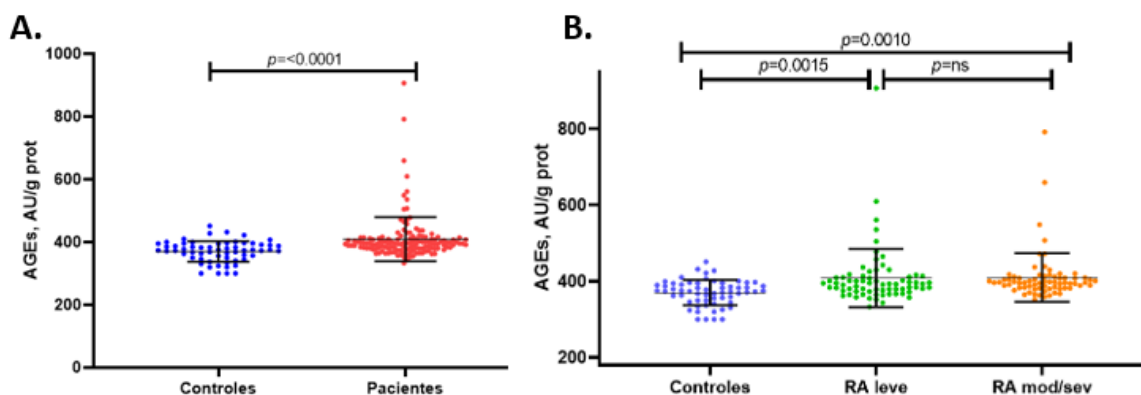 A.
1000
800
600
400
200
0
AGEs, AU/g prot
p=<0.0001
Controles
Pacientes
B.
p=0.0010
p=0.0015
p=ns
800
600
400
200
AGEs, AU/g prot
Controles
RA leve
RA mod/sev